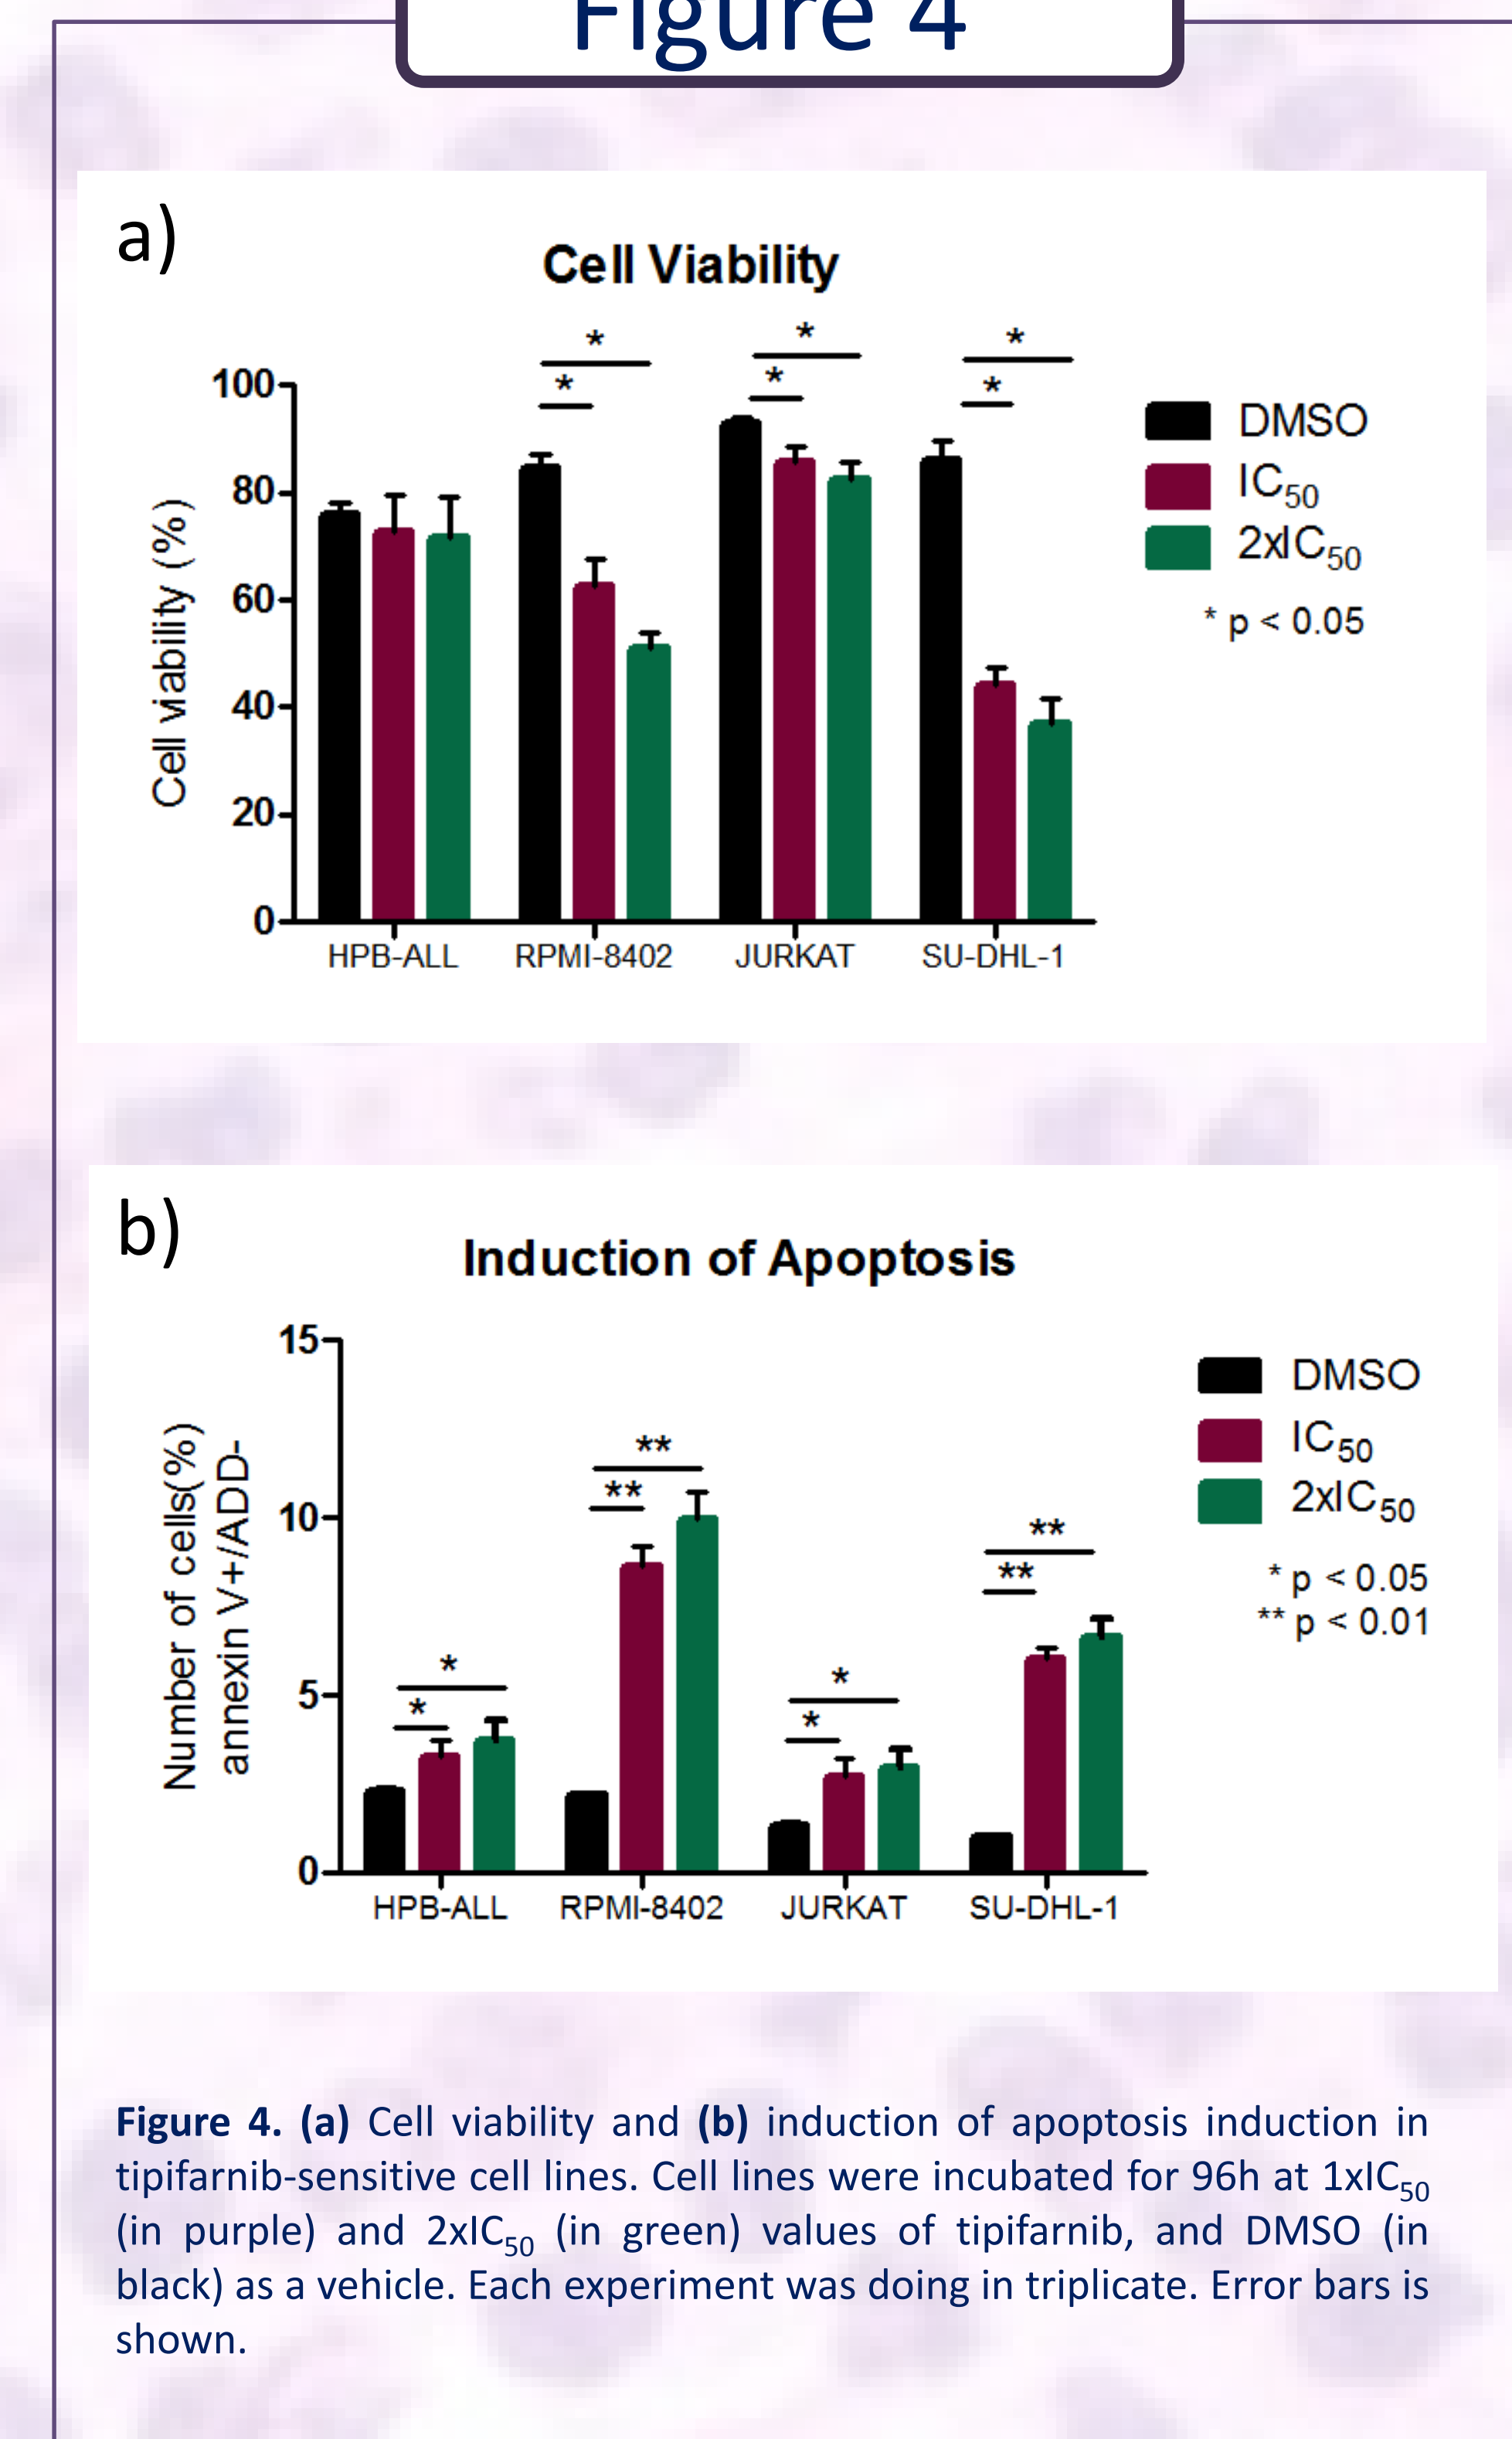 Figure 4
a)
Cell Viability
* * * * * *
100
80
60
40
20
0
Cell viability (%)
HPB-ALL RPMI-8402 JURKAT SU-DHL-1
DMSO
IC50
2xIC50
* p < 0.05
b)
Induction of Apoptosis
15
10
5
0
Number of cells(%)
annexin V+/ADD-
* * ** ** * * ** **
HPB-ALL RPMI-8402 JURKAT SU-DHL-1
DMSO
IC50
2xIC50
* p < 0.05
** p < 0.01
Figure 4. (a) Cell viability and (b) induction of apoptosis induction in
tipifarnib-sensitive cell lines. Cell lines were incubated for 96h at 1xIC50
(in purple) and 2xIC50 (in green) values of tipifarnib, and DMSO (in
black) as a vehicle. Each experiment was doing in triplicate. Error bars is
shown.